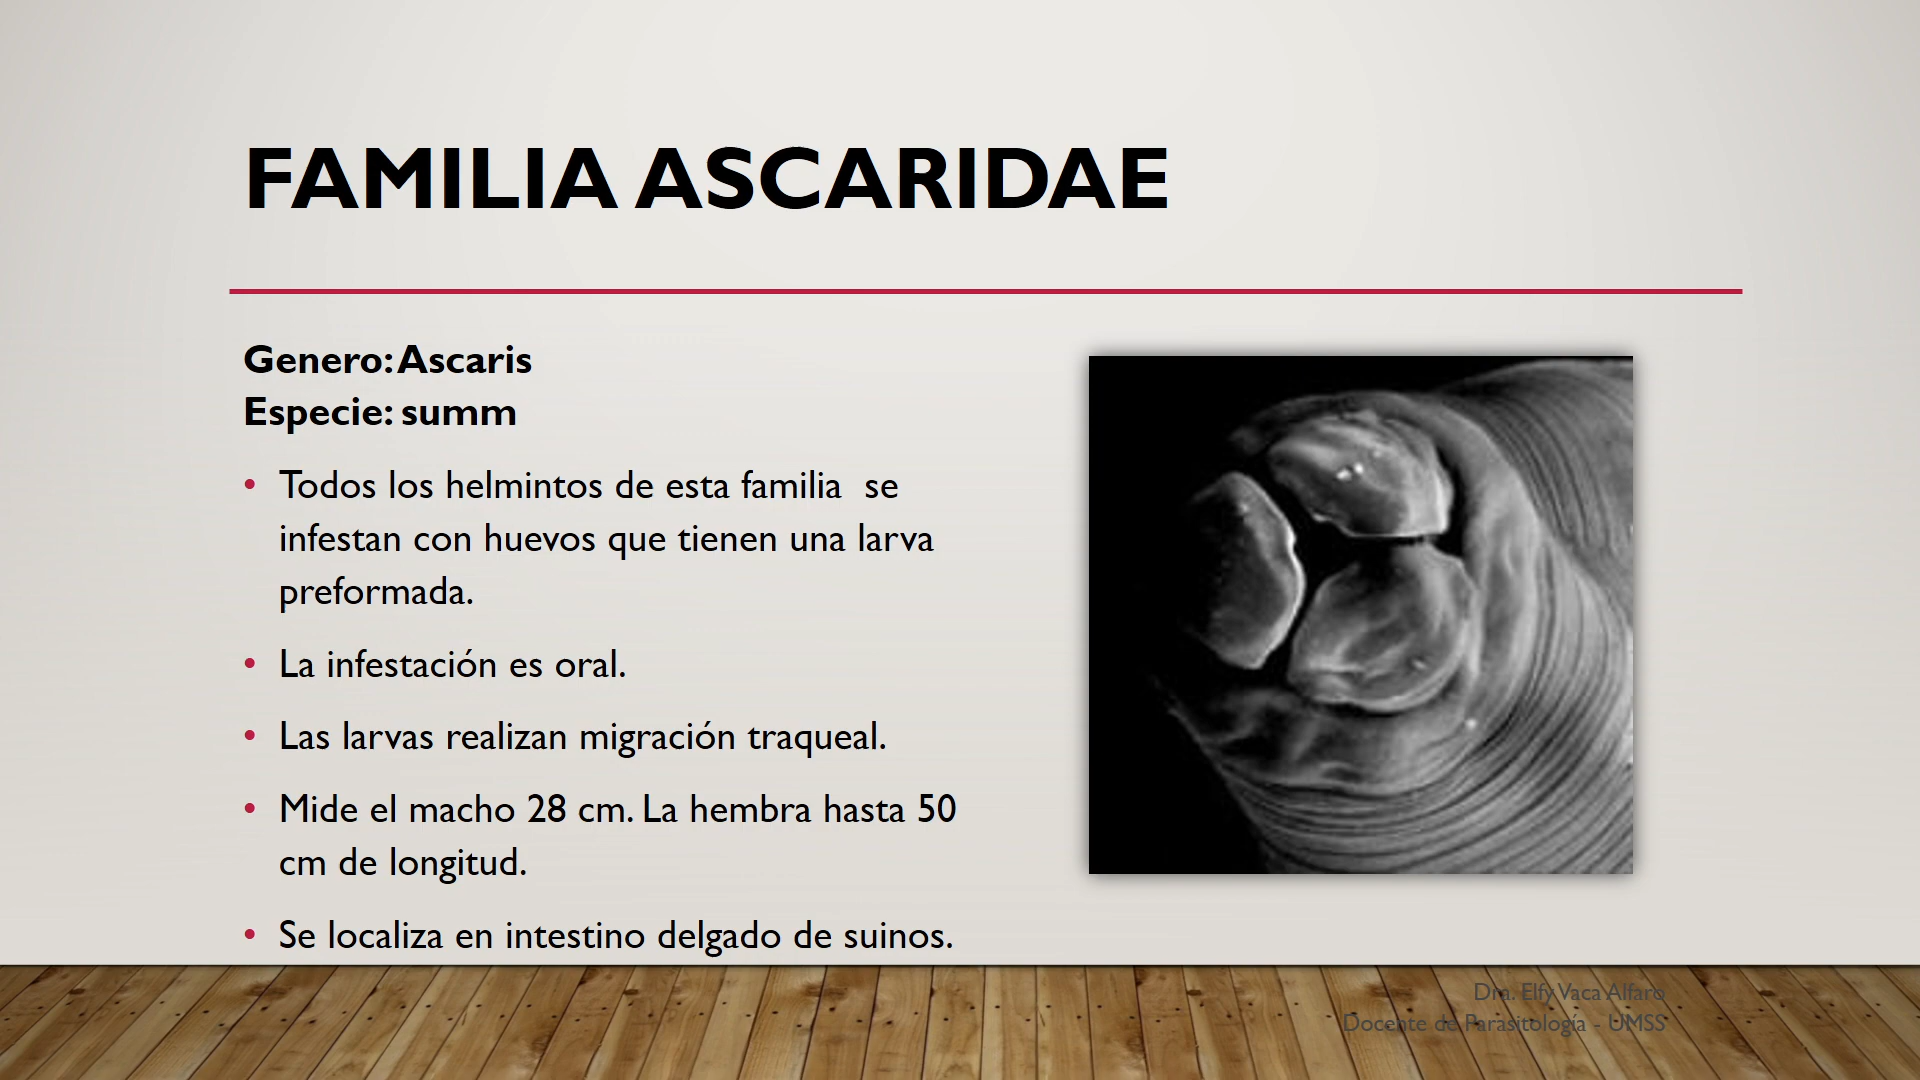 FAMILIA ASCARIDAE
Genero: Ascaris
Especie: summ
• Todos los helmintos de esta familia se
infestan con huevos que tienen una larva
preformada.
• La infestación es oral.
• Las larvas realizan migración traqueal.
• Mide el macho 28 cm. La hembra hasta 50
cm de longitud.
• Se localiza en intestino delgado de suinos.
Dra. Elfy Vaca Alfaro
Docente de Parasitología - UMSS